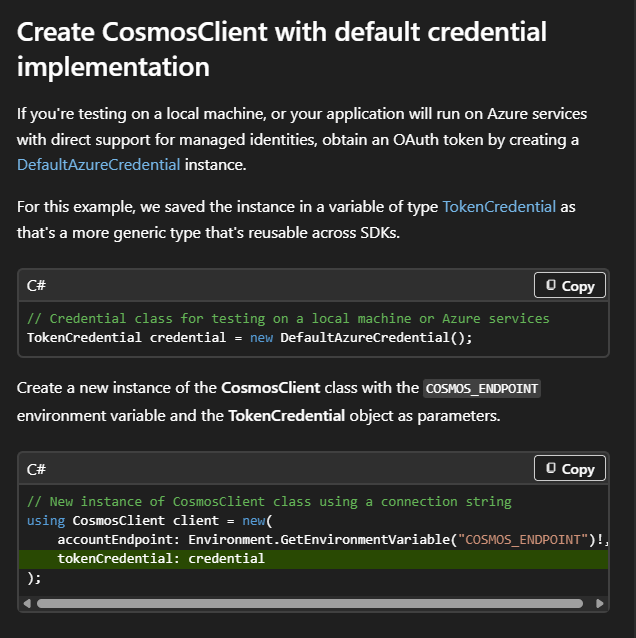 Create CosmosClient with default credential
implementation
If you're testing on a local machine, or your application will run on Azure services
with direct support for managed identities, obtain an OAuth token by creating a
DefaultAzureCredential instance.
For this example, we saved the instance in a variable of type TokenCredential as
that's a more generic type that's reusable across SDKs.
C#
Copy
// Credential class for testing on a local machine or Azure services
TokenCredential credential = new DefaultAzureCredential();
Create a new instance of the CosmosClient class with the COSMOS_ENDPOINT
environment variable and the TokenCredential object as parameters.
C#
Copy
// New instance of CosmosClient class using a connection string
using CosmosClient client = new(
    accountEndpoint: Environment.GetEnvironmentVariable("COSMOS_ENDPOINT")!,
    tokenCredential: credential
);